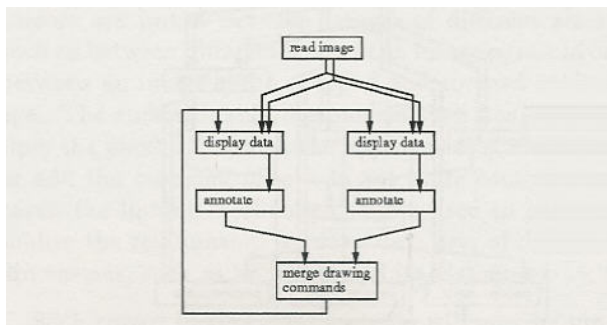 read image
display data
display data
annotate
annotate
merge drawing
commands